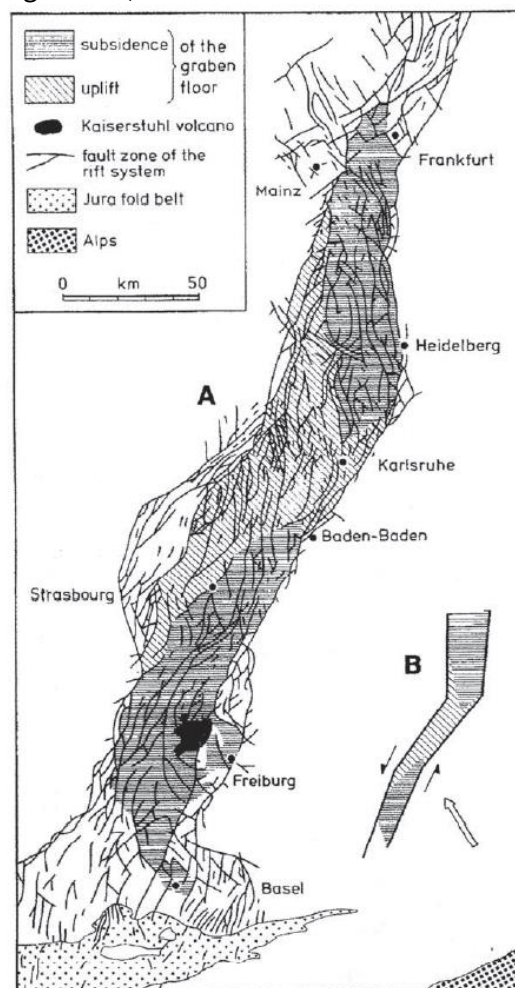 subsidence
uplift
of the
graben
floor
Kaiserstuhl volcano
fault zone of the
rift system
Jura fold belt
Alps
0 km 50
Frankfurt
Mainz
Heidelberg
A
Karlsruhe
Baden-Baden
Strasbourg
B
Freiburg
Basel